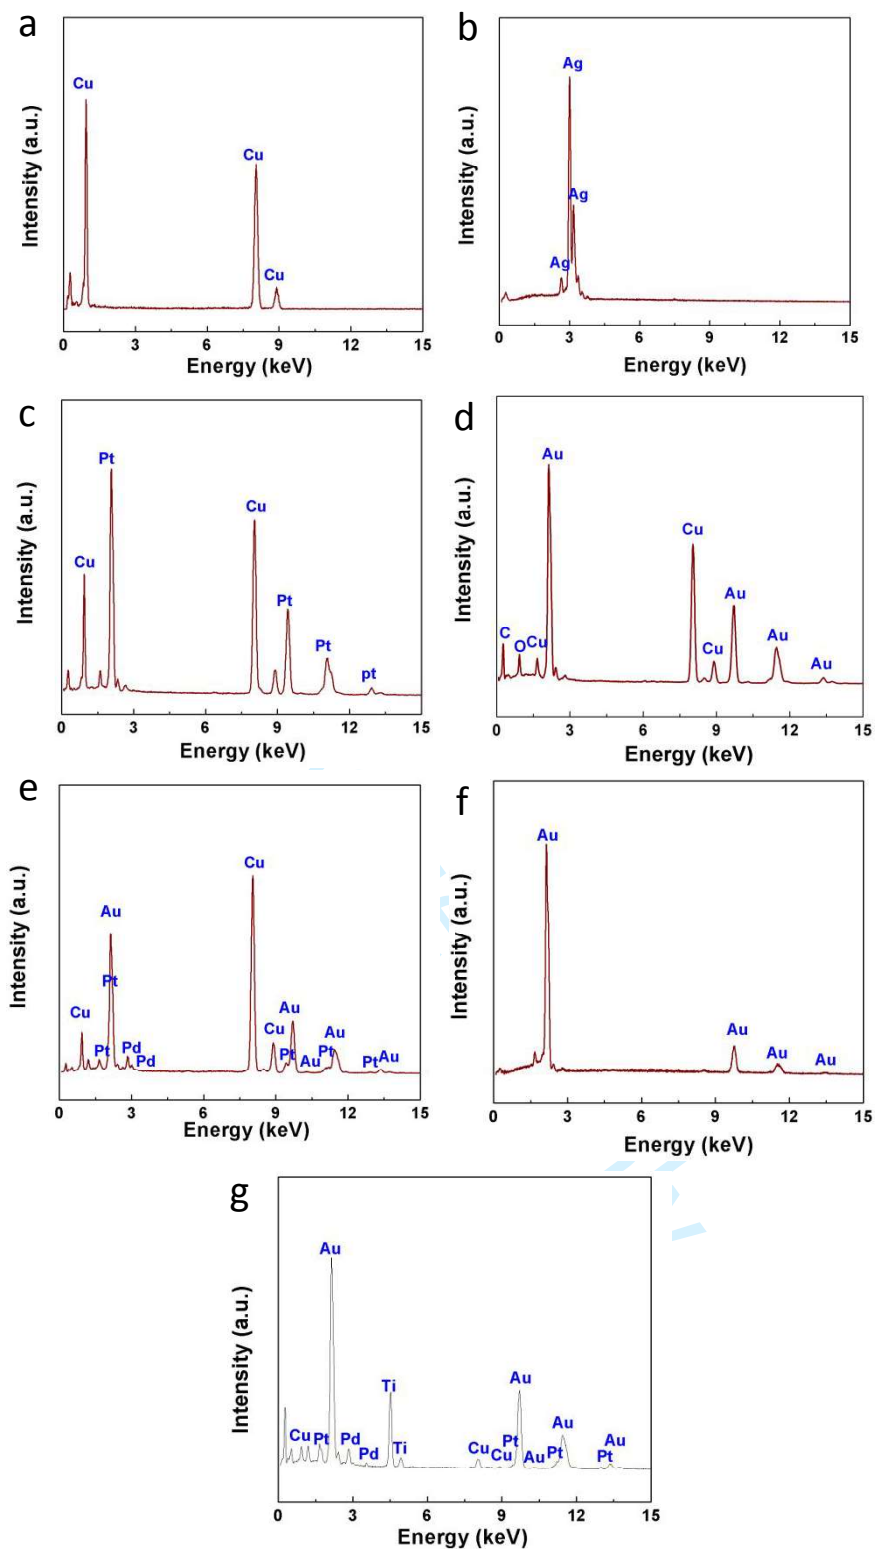 a
Cu
Cu
Cu
Intensity (a.u.)
0 3 6 9 12 15
Energy (keV)
b
Ag
Ag
Ag
Intensity (a.u.)
0 3 6 9 12 15
Energy (keV)
c
Pt
Cu
Cu
Pt
Pt
pt
Intensity (a.u.)
0 3 6 9 12 15
Energy (keV)
d
Au
Cu
Au
C O Cu
Cu
Au
Au
Intensity (a.u.)
0 3 6 9 12 15
Energy (keV)
e
Cu
Au
Pt
Cu
Pt Pd Pd
Cu
Au
Pt Au Pt
Au
Pt Au
Intensity (a.u.)
0 3 6 9 12 15
Energy (keV)
f
Au
Au
Au
Au
Intensity (a.u.)
0 3 6 9 12 15
Energy (keV)
g
Au
Ti
Au
Cu Pt Pd Pd
Ti
Cu Cu Pt Au Pt
Au
Pt Au
Intensity (a.u.)
0 3 6 9 12 15
Energy (keV)